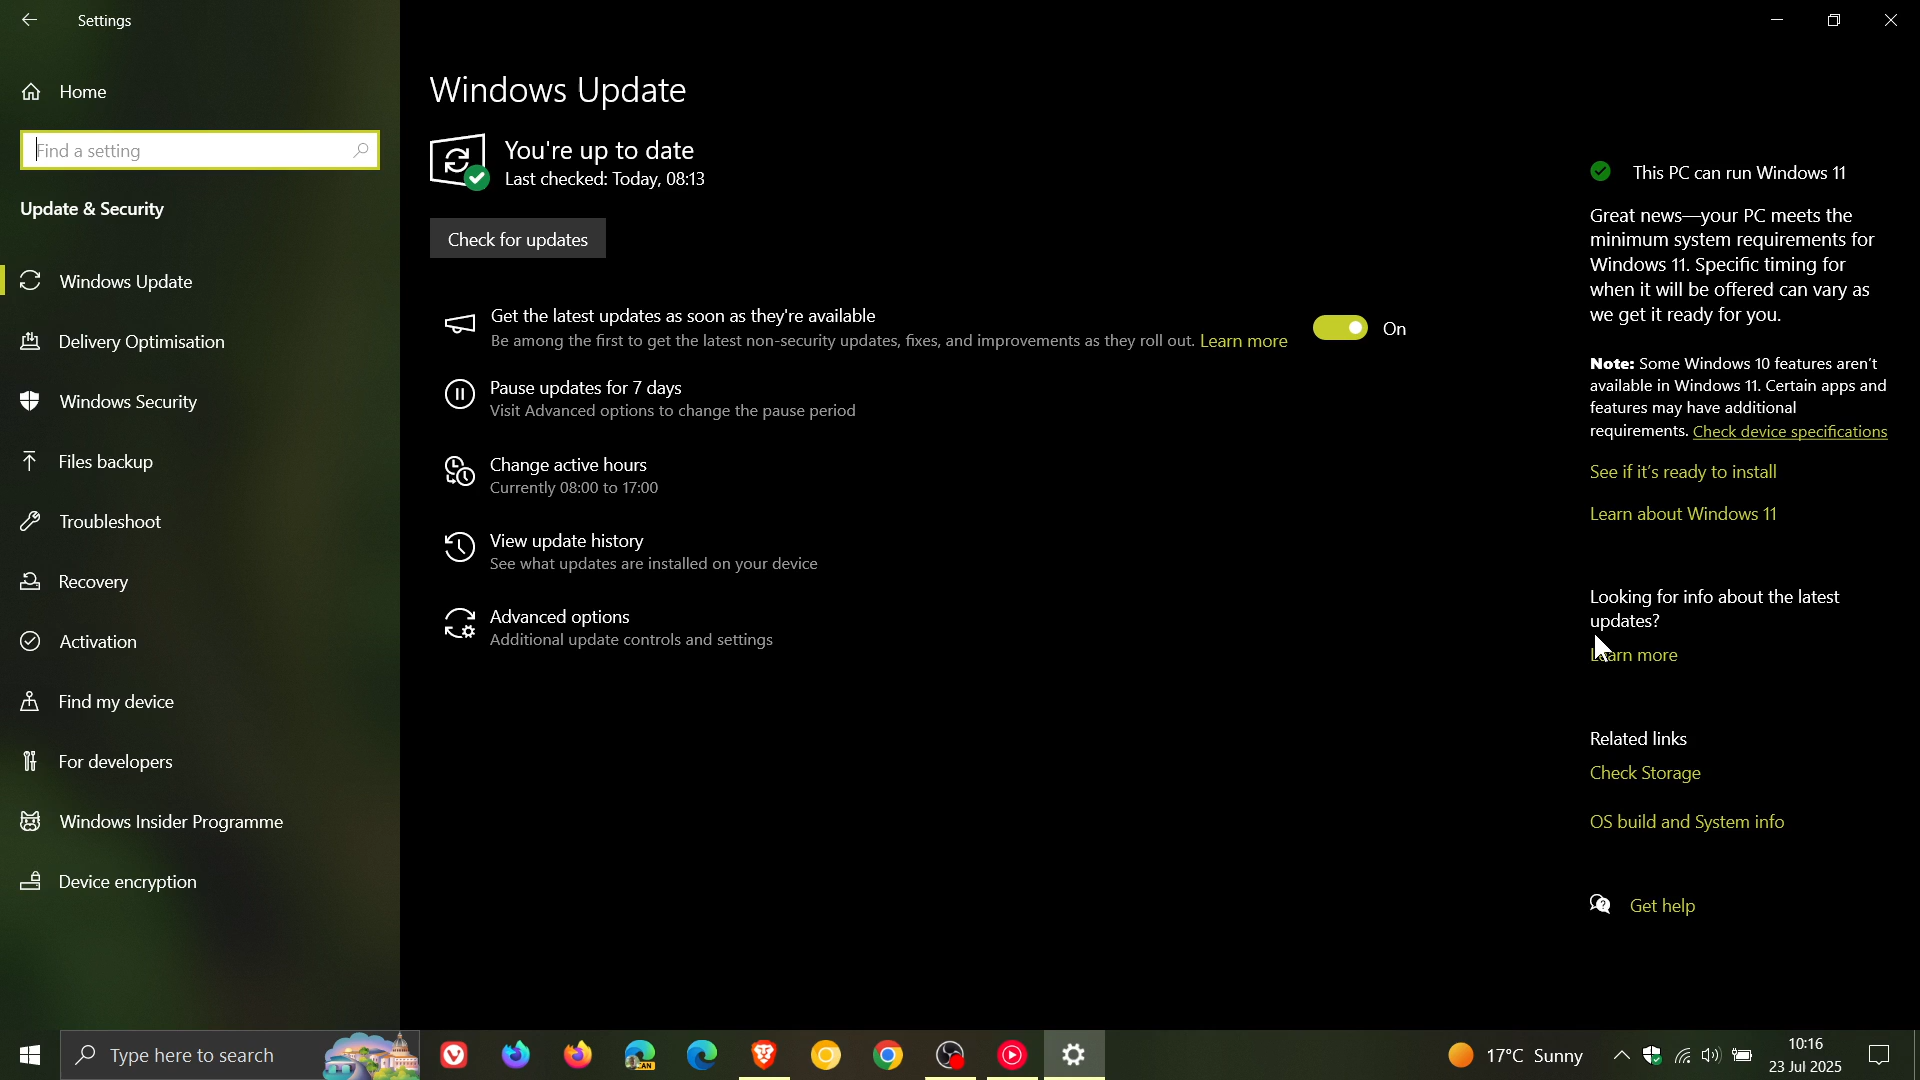 Settings
Home
Find a setting
Update & Security
Windows Update
Delivery Optimisation
Windows Security
Files backup
Troubleshoot
Recovery
Activation
Find my device
For developers
Windows Insider Programme
Device encryption
Windows Update
You're up to date
Last checked: Today, 08:13
Check for updates
Get the latest updates as soon as they're available
Be among the first to get the latest non-security updates, fixes, and improvements as they roll out. Learn more
On
Pause updates for 7 days
Visit Advanced options to change the pause period
Change active hours
Currently 08:00 to 17:00
View update history
See what updates are installed on your device
Advanced options
Additional update controls and settings
This PC can run Windows 11
Great news—your PC meets the
minimum system requirements for
Windows 11. Specific timing for
when it will be offered can vary as
we get it ready for you.
Note: Some Windows 10 features aren't
available in Windows 11. Certain apps and
features may have additional
requirements. Check device specifications
See if it's ready to install
Learn about Windows 11
Looking for info about the latest
updates?
Learn more
Related links
Check Storage
OS build and System info
Get help
Type here to search
CAN
17°C Sunny
10:16
23 Jul 2025